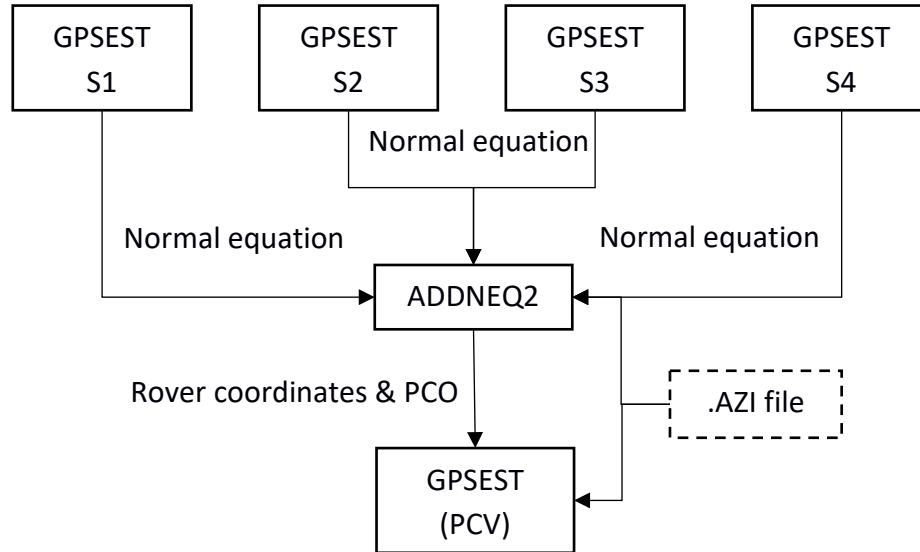 GPSEST
S1
GPSEST
S2
GPSEST
S3
GPSEST
S4
Normal equation
Normal equation
Normal equation
ADDNEQ2
Rover coordinates & PCO
.AZI file
GPSEST
(PCV)